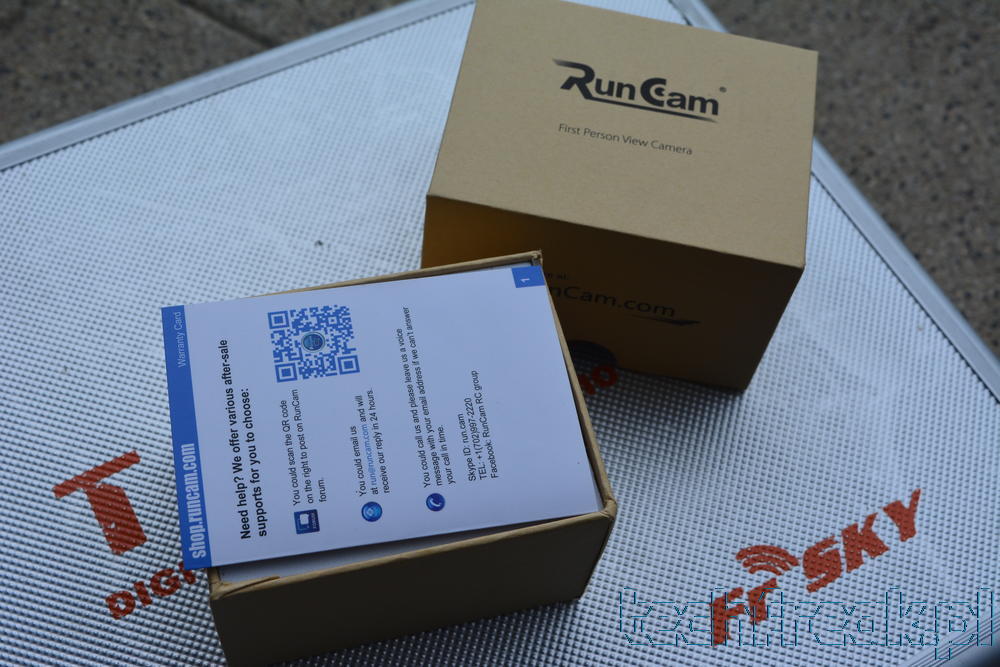 RunCam®
First Person View Camera
nCam.com
shop.runcam.com
Warranty Card
1
Need help? We offer various after-sale
supports for you to choose:
You could scan the QR code
on the right to post on RunCam
forum.
You could email us
at run@runcam.com and will
receive our reply in 24 hours.
You could call us and please leave us a voice
message with your email address if we can't answer
your call in time.
Skype ID: run.cam
TEL: +1(702)997-2220
Facebook: RunCam RC group
T
DIG
FrSKY
techfreak.pl